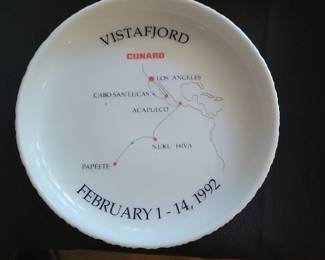 VISTAFJORD
CUNARD
LOS ANGELES
CABO SAN LUCAS
ACAPULCO
NUKU HIVA
PAPEETE
FEBRUARY 1 - 14, 1992